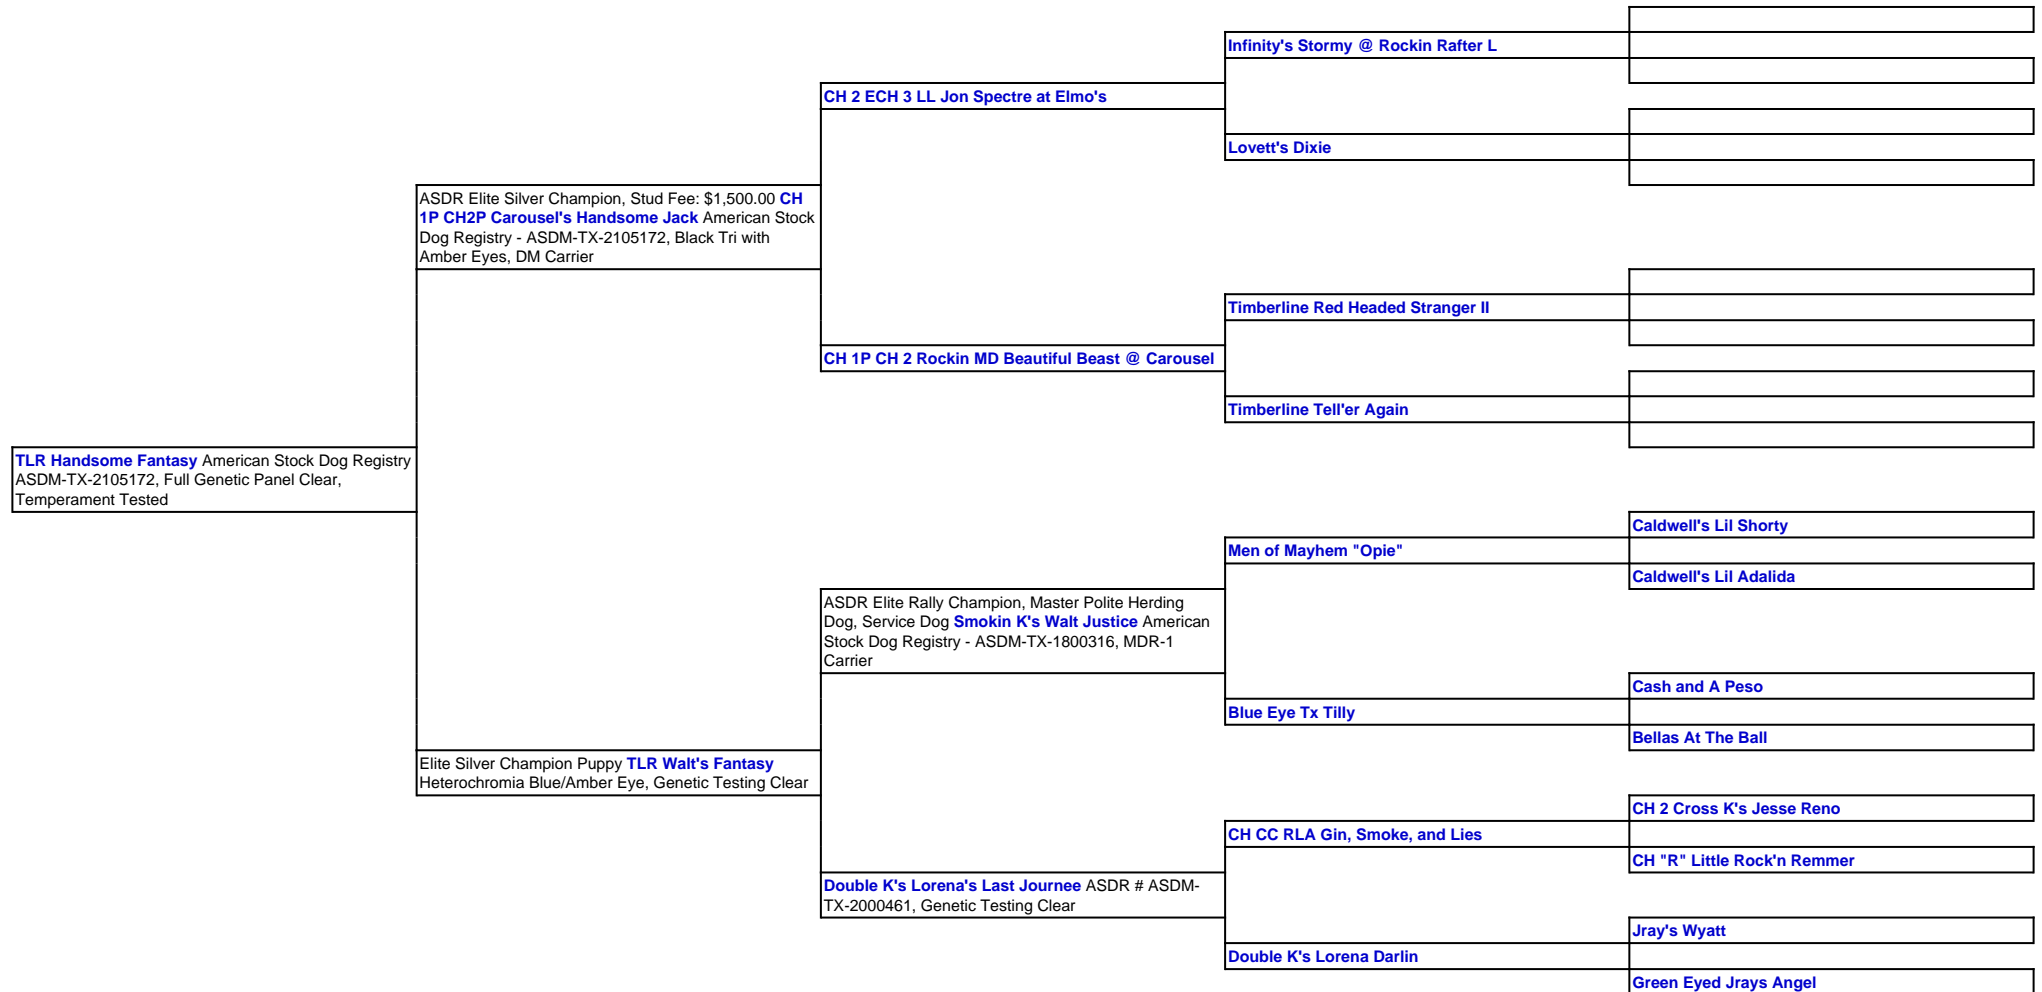 Infinity's Stormy @ Rockin Rafter L
CH 2 ECH 3 LL Jon Spectre at Elmo's
Lovett's Dixie
ASDR Elite Silver Champion, Stud Fee: $1,500.00 CH
1P CH2P Carousel's Handsome Jack American Stock
Dog Registry - ASDM-TX-2105172, Black Tri with
Amber Eyes, DM Carrier
Timberline Red Headed Stranger II
CH 1P CH 2 Rockin MD Beautiful Beast @ Carousel
Timberline Tell'er Again
TLR Handsome Fantasy American Stock Dog Registry
ASDM-TX-2105172, Full Genetic Panel Clear,
Temperament Tested
Caldwell's Lil Shorty
Men of Mayhem "Opie"
Caldwell's Lil Adalida
ASDR Elite Rally Champion, Master Polite Herding
Dog, Service Dog Smokin K's Walt Justice American
Stock Dog Registry - ASDM-TX-1800316, MDR-1
Carrier
Cash and A Peso
Blue Eye Tx Tilly
Bellas At The Ball
Elite Silver Champion Puppy TLR Walt's Fantasy
Heterochromia Blue/Amber Eye, Genetic Testing Clear
CH 2 Cross K's Jesse Reno
CH CC RLA Gin, Smoke, and Lies
CH "R" Little Rock'n Remmer
Double K's Lorena's Last Journee ASDR # ASDM-
TX-2000461, Genetic Testing Clear
Jray's Wyatt
Double K's Lorena Darlin
Green Eyed Jrays Angel